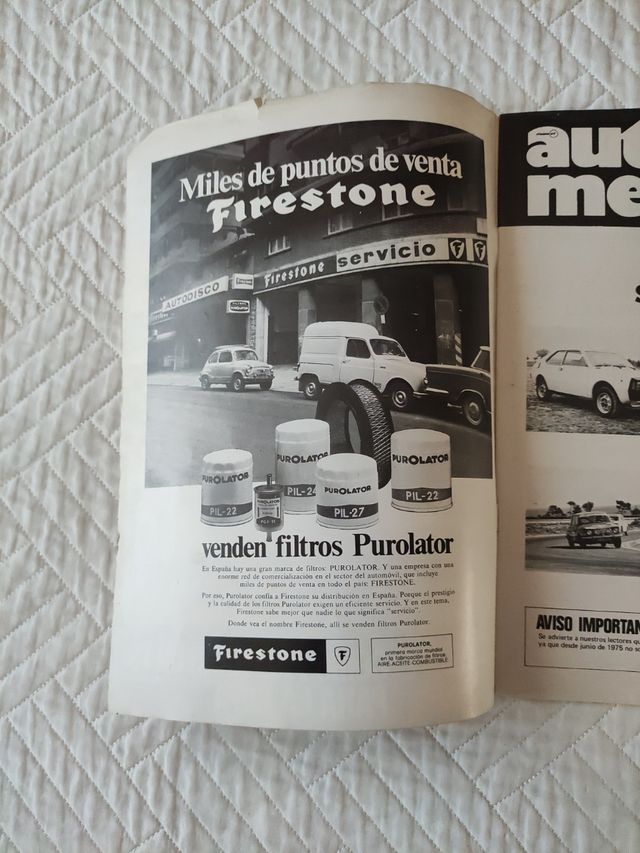 Miles de puntos de venta
Firestone
Firestone servicio
AUTODISCO
PUROLATOR
PIL-22
PUROLATOR
PIL-24
PUROLATOR
PUROLATOR
PIL-27
PUROLATOR
PIL-22
venden filtros Purolator
En España hay una gran marca de filtros: PUROLATOR. Y una empresa con una
enorme red de comercialización en el sector del automóvil, que incluye
miles de puntos de venta en todo el país: FIRESTONE.
Por eso, Purolator confía a Firestone su distribución en España. Porque el prestigio
y la calidad de los filtros Purolator exigen un eficiente servicio. Y en este tema,
Firestone sabe mejor que nadie lo que significa "servicio".
Donde vea el nombre Firestone, allí se venden filtros Purolator.
Firestone F
PUROLATOR,
primera marca mundial
en la fabricación de filtros
AIRE-ACEITE-COMBUSTIBLE
au
me
S
AVISO IMPORTAN
Se advierte a nuestros lectores qu
ya que desde junio de 1975 no so